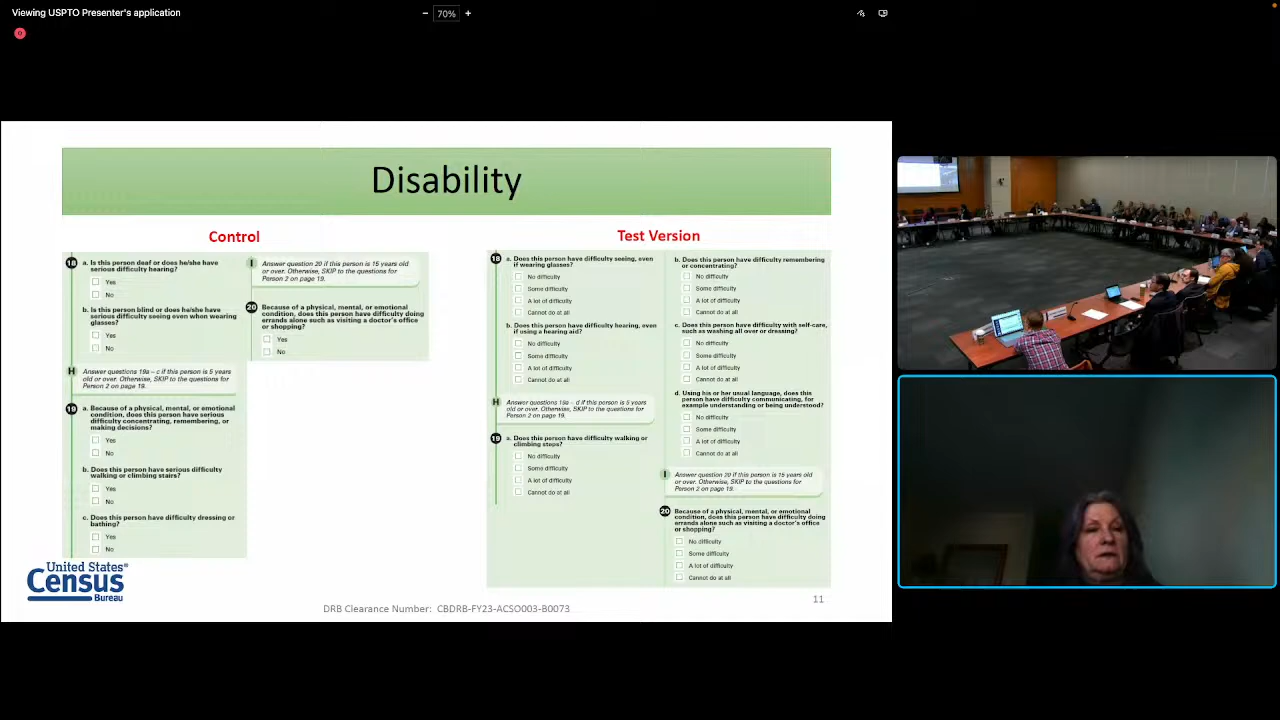 Viewing USPTO Presenter's application
− 70% +
Disability
Control
18 a. Is this person deaf or does he/she have
serious difficulty hearing?
Yes
No
b. Is this person blind or does he/she have
serious difficulty seeing even when wearing
glasses?
Yes
No
H Answer questions 19a – c if this person is 5 years
old or over. Otherwise, SKIP to the questions for
Person 2 on page 19.
19 a. Because of a physical, mental, or emotional
condition, does this person have serious
difficulty concentrating, remembering, or
making decisions?
Yes
No
b. Does this person have serious difficulty
walking or climbing stairs?
Yes
No
c. Does this person have difficulty dressing or
bathing?
Yes
No
I Answer question 20 if this person is 15 years old
or over. Otherwise, SKIP to the questions for
Person 2 on page 19.
20 Because of a physical, mental, or emotional
condition, does this person have difficulty doing
errands alone such as visiting a doctor's office
or shopping?
Yes
No
Test Version
18 a. Does this person have difficulty seeing, even
if wearing glasses?
No difficulty
Some difficulty
A lot of difficulty
Cannot do at all
b. Does this person have difficulty hearing, even
if using a hearing aid?
No difficulty
Some difficulty
A lot of difficulty
Cannot do at all
H Answer questions 19a – d if this person is 5 years
old or over. Otherwise, SKIP to the questions for
Person 2 on page 19.
19 a. Does this person have difficulty walking or
climbing steps?
No difficulty
Some difficulty
A lot of difficulty
Cannot do at all
b. Does this person have difficulty remembering
or concentrating?
No difficulty
Some difficulty
A lot of difficulty
Cannot do at all
c. Does this person have difficulty with self-care,
such as washing all over or dressing?
No difficulty
Some difficulty
A lot of difficulty
Cannot do at all
d. Using his or her usual language, does this
person have difficulty communicating, for
example understanding or being understood?
No difficulty
Some difficulty
A lot of difficulty
Cannot do at all
I Answer question 20 if this person is 15 years old
or over. Otherwise, SKIP to the questions for
Person 2 on page 19.
20 Because of a physical, mental, or emotional
condition, does this person have difficulty doing
errands alone such as visiting a doctor's office
or shopping?
No difficulty
Some difficulty
A lot of difficulty
Cannot do at all
United States®
Census
Bureau
DRB Clearance Number: CBDRB-FY23-ACSO003-B0073
11